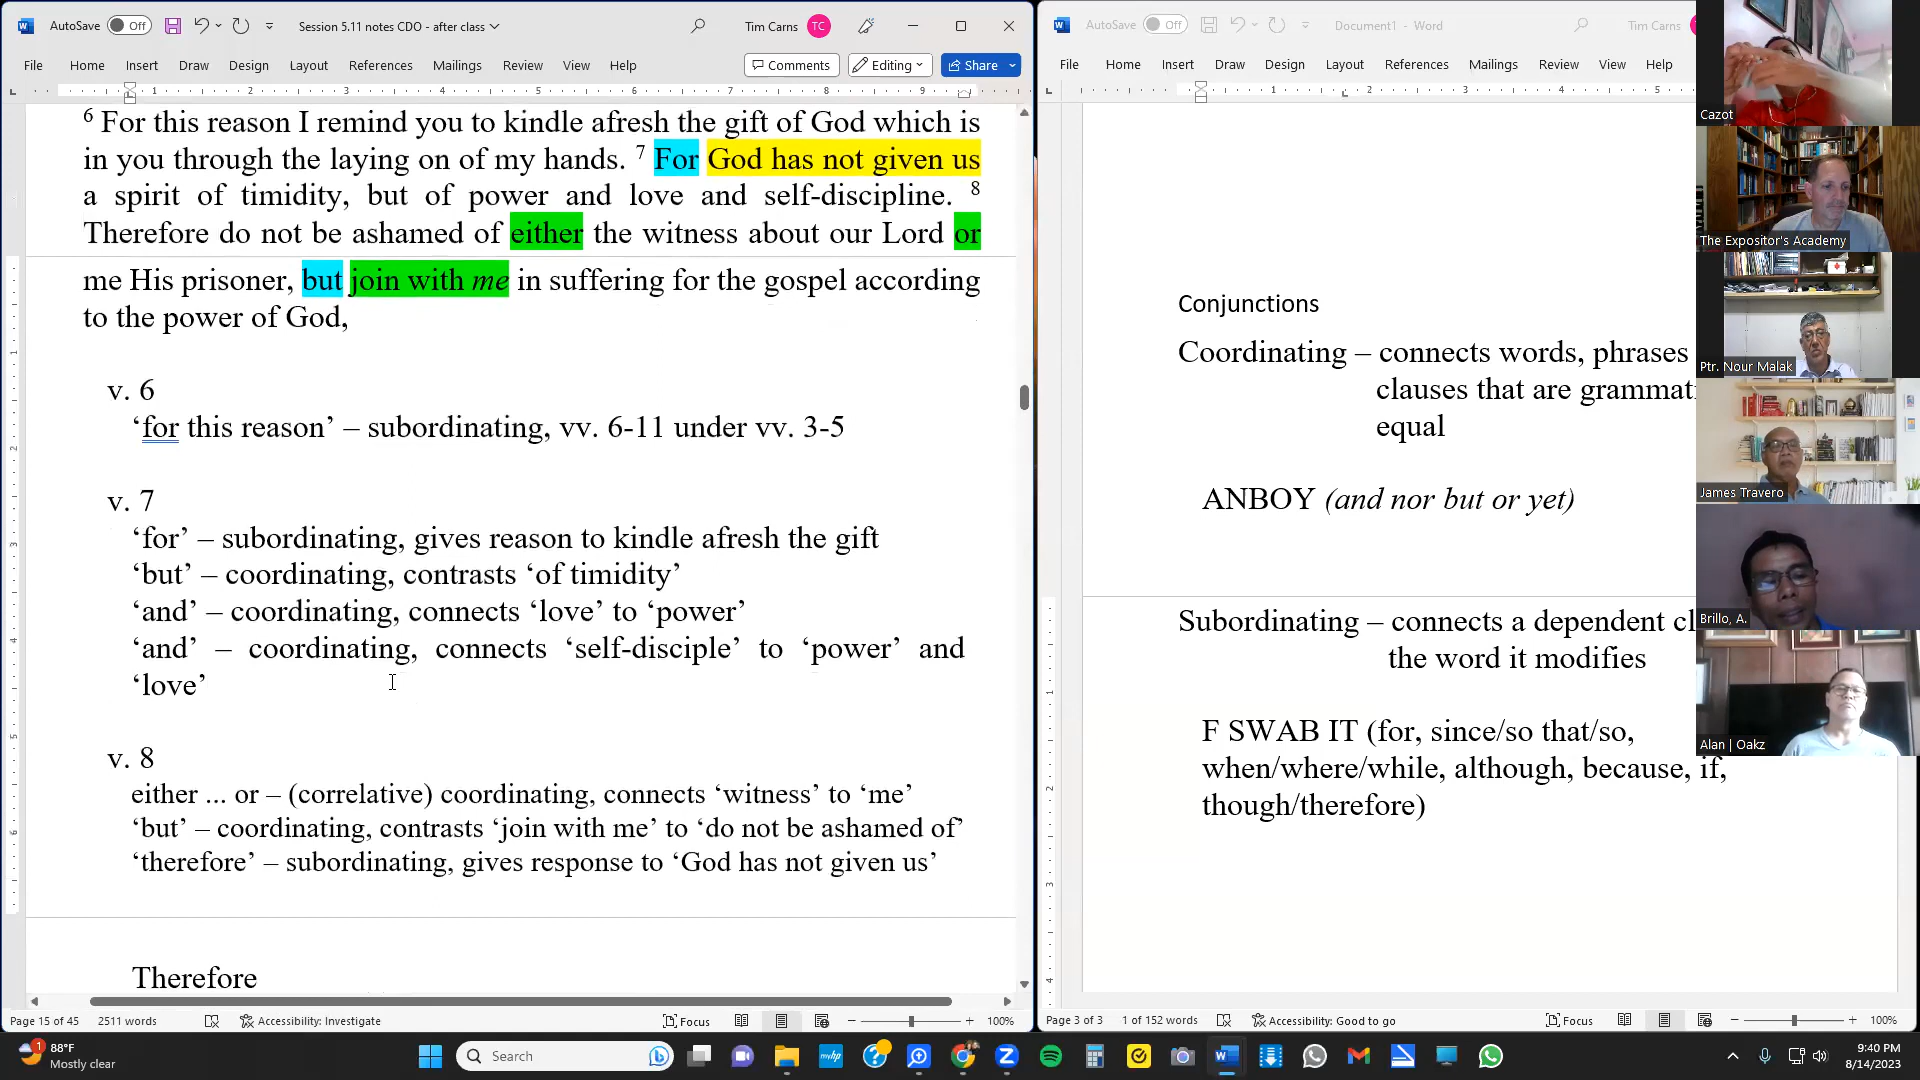 AutoSave Off Session 5.11 notes CDO - after class Tim Carns TC
File Home Insert Draw Design Layout References Mailings Review View Help Comments Editing Share
6 For this reason I remind you to kindle afresh the gift of God which is
in you through the laying on of my hands. 7 For God has not given us
a spirit of timidity, but of power and love and self-discipline. 8
Therefore do not be ashamed of either the witness about our Lord or
me His prisoner, but join with me in suffering for the gospel according
to the power of God,
v. 6
‘for this reason’ – subordinating, vv. 6-11 under vv. 3-5
v. 7
‘for’ – subordinating, gives reason to kindle afresh the gift
‘but’ – coordinating, contrasts ‘of timidity’
‘and’ – coordinating, connects ‘love’ to ‘power’
‘and’ – coordinating, connects ‘self-disciple’ to ‘power’ and
‘love’
v. 8
either ... or – (correlative) coordinating, connects ‘witness’ to ‘me’
‘but’ – coordinating, contrasts ‘join with me’ to ‘do not be ashamed of’
‘therefore’ – subordinating, gives response to ‘God has not given us’
Therefore
Page 15 of 45 2511 words Accessibility: Investigate Focus 100%
AutoSave Off Document1 - Word Tim Carns
File Home Insert Draw Design Layout References Mailings Review View Help
Conjunctions
Coordinating – connects words, phrases
clauses that are grammati
equal
ANBOY (and nor but or yet)
Subordinating – connects a dependent cl
the word it modifies
F SWAB IT (for, since/so that/so,
when/where/while, although, because, if,
though/therefore)
Page 3 of 3 1 of 152 words Accessibility: Good to go Focus 100%
Cazot
The Expositor's Academy
Ptr. Nour Malak
James Travero
Brillo, A.
Alan | Oakz
88°F
Mostly clear
Search
9:40 PM
8/14/2023